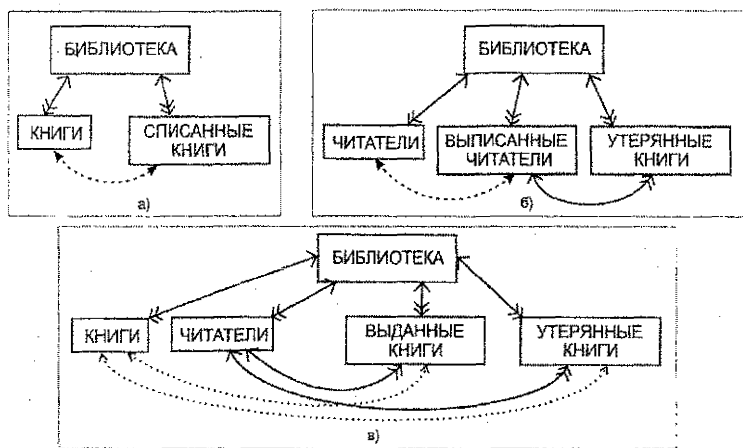 БИБЛИОТЕКА
КНИГИ
СПИСАННЫЕ
КНИГИ
а)
БИБЛИОТЕКА
ЧИТАТЕЛИ
ВЫПИСАННЫЕ
ЧИТАТЕЛИ
УТЕРЯННЫЕ
КНИГИ
б)
БИБЛИОТЕКА
КНИГИ
ЧИТАТЕЛИ
ВЫДАННЫЕ
КНИГИ
УТЕРЯННЫЕ
КНИГИ
в)